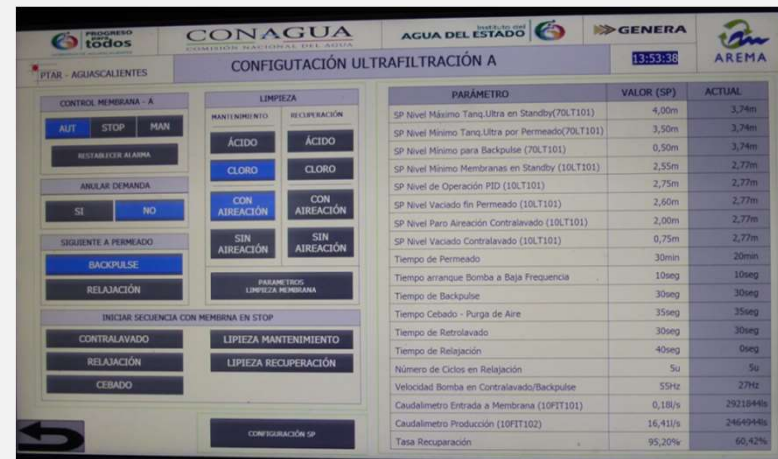 PROGRESO
para
todos
CONAGUA
COMISIÓN NACIONAL DEL AGUA
Instituto del
AGUA DEL ESTADO
GENERA
AREMA
PTAR - AGUASCALIENTES
CONFIGUTACIÓN ULTRAFILTRACIÓN A
13:53:38
CONTROL MEMBRANA - A
AUT STOP MAN
RESTABLECER ALARMA
ANULAR DEMANDA
SI NO
SIGUIENTE A PERMEADO
BACKPULSE
RELAJACIÓN
LIMPIEZA
MANTENIMIENTO RECUPERACIÓN
ÁCIDO ÁCIDO
CLORO CLORO
CON AIREACIÓN CON AIREACIÓN
SIN AIREACIÓN SIN AIREACIÓN
PARAMETROS
LIMPIEZA MEMBRANA
INICIAR SECUENCIA CON MEMBRNA EN STOP
CONTRALAVADO LIPIEZA MANTENIMIENTO
RELAJACIÓN LIPIEZA RECUPERACIÓN
CEBADO
CONFIGURACIÓN SP
PARÁMETRO VALOR (SP) ACTUAL
SP Nivel Máximo Tanq.Ultra en Standby(70LT101) 4,00m 3,74m
SP Nivel Mínimo Tanq.Ultra por Permeado(70LT101) 3,50m 3,74m
SP Nivel Mínimo para Backpulse (70LT101) 0,50m 3,74m
SP Nivel Mínimo Membranas en Standby (10LT101) 2,55m 2,77m
SP Nivel de Operación PID (10LT101) 2,75m 2,77m
SP Nivel Vaciado fin Permeado (10LT101) 2,60m 2,77m
SP Nivel Paro Aireación Contralavado (10LT101) 2,00m 2,77m
SP Nivel Vaciado Contralavado (10LT101) 0,75m 2,77m
Tiempo de Permeado 30min 20min
Tiempo arranque Bomba a Baja Frequencia 10seg 10seg
Tiempo de Backpulse 30seg 30seg
Tiempo Cebado - Purga de Aire 35seg 35seg
Tiempo de Retrolavado 30seg 30seg
Tiempo de Relajación 40seg 0seg
Número de Ciclos en Relajación 5u 5u
Velocidad Bomba en Contralavado/Backpulse 55Hz 27Hz
Caudalimetro Entrada a Membrana (10FIT101) 0,18l/s 2921844ls
Caudalimetro Producción (10FIT102) 16,41l/s 2464944ls
Tasa Recuparación 95,20% 60,42%